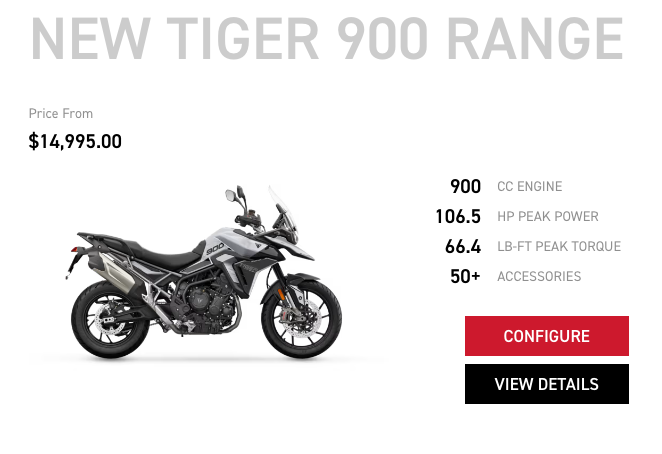 NEW TIGER 900 RANGE
Price From
$14,995.00
900
900 CC ENGINE
106.5 HP PEAK POWER
66.4 LB-FT PEAK TORQUE
50+ ACCESSORIES
CONFIGURE
VIEW DETAILS